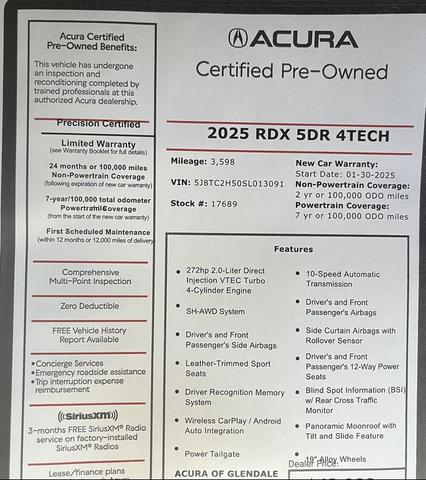 Acura Certified
Pre-Owned Benefits:
This vehicle has undergone
an inspection and
reconditioning completed by
trained professionals at this
authorized Acura dealership.
Precision Certified
Limited Warranty
(see Warranty Booklet for full details)
24 months or 100,000 miles
Non-Powertrain Coverage
(following expiration of new car warranty)
7-year/100,000 total odometer
Powertrain Coverage
(from the start of the new car warranty)
First Scheduled Maintenance
(within 12 months or 12,000 miles of delivery)
Comprehensive
Multi-Point Inspection
Zero Deductible
FREE Vehicle History
Report Available
•Concierge Services
•Emergency roadside assistance
•Trip interruption expense
reimbursement
((SiriusXM))
3-months FREE SiriusXM® Radio
service on factory-installed
SiriusXM® Radios
Lease/finance plans
ACURA
Certified Pre-Owned
2025 RDX 5DR 4TECH
Mileage: 3,598
VIN: 5J8TC2H50SL013091
Stock #: 17689
New Car Warranty:
Start Date: 01-30-2025
Non-Powertrain Coverage:
2 yr or 100,000 ODO miles
Powertrain Coverage:
7 yr or 100,000 ODO miles
Features
• 272hp 2.0-Liter Direct
Injection VTEC Turbo
4-Cylinder Engine
• SH-AWD System
• Driver's and Front
Passenger's Side Airbags
• Leather-Trimmed Sport
Seats
• Driver Recognition Memory
System
• Wireless CarPlay / Android
Auto Integration
• Power Tailgate
• 10-Speed Automatic
Transmission
• Driver's and Front
Passenger's Airbags
• Side Curtain Airbags with
Rollover Sensor
• Driver's and Front
Passenger's 12-Way Power
Seats
• Blind Spot Information (BSI)
w/ Rear Cross Traffic
Monitor
• Panoramic Moonroof with
Tilt and Slide Feature
• 19" Alloy Wheels
ACURA OF GLENDALE
Dealer Price: